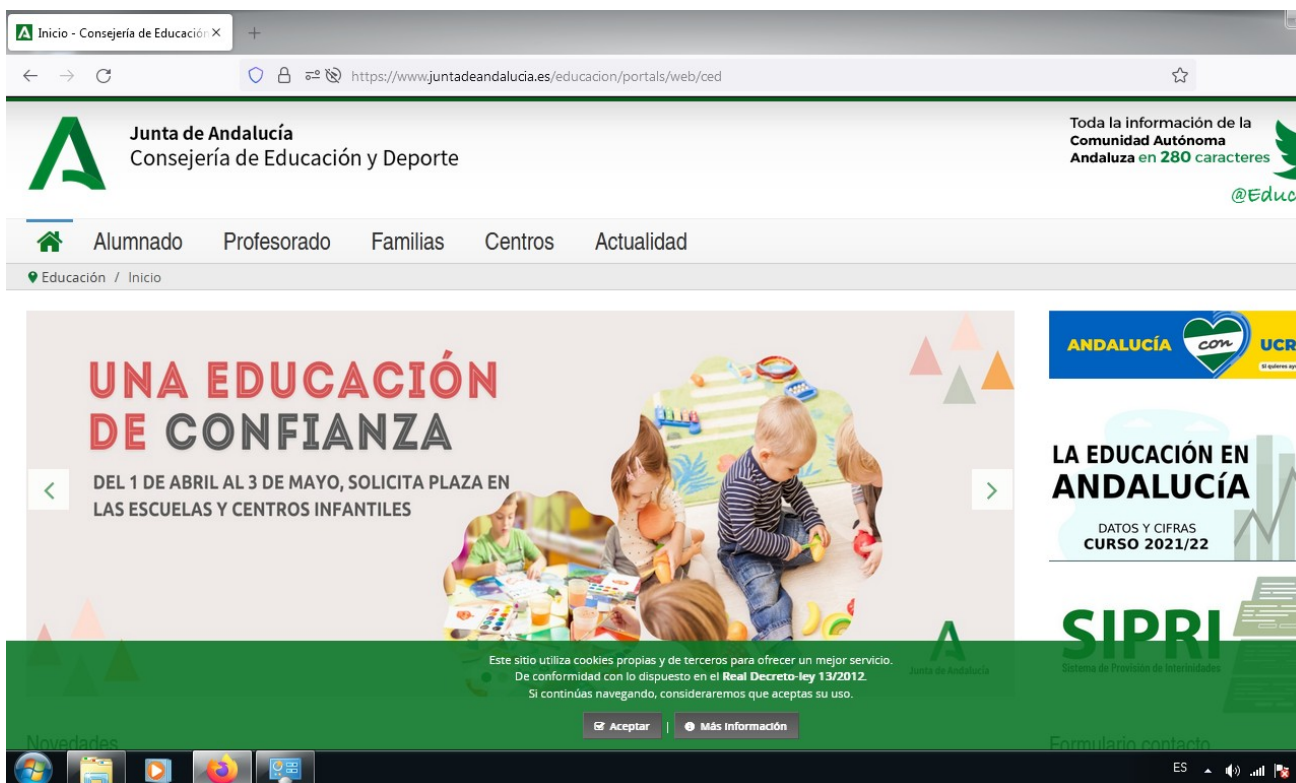 Inicio - Consejería de Educación
https://www.juntadeandalucia.es/educacion/portals/web/ced
Junta de Andalucía
Consejería de Educación y Deporte
Toda la información de la
Comunidad Autónoma
Andaluza en 280 caracteres
@Educ
Alumnado Profesorado Familias Centros Actualidad
Educación / Inicio
UNA EDUCACIÓN
DE CONFIANZA
DEL 1 DE ABRIL AL 3 DE MAYO, SOLICITA PLAZA EN
LAS ESCUELAS Y CENTROS INFANTILES
Junta de Andalucía
ANDALUCÍA con UCR
Si quieres ay
LA EDUCACIÓN EN
ANDALUCÍA
DATOS Y CIFRAS
CURSO 2021/22
SIPRI
Sistema de Provisión de Interinidades
Este sitio utiliza cookies propias y de terceros para ofrecer un mejor servicio.
De conformidad con lo dispuesto en el Real Decreto-ley 13/2012.
Si continúas navegando, consideraremos que aceptas su uso.
Aceptar | Más información
Novedades
Formulario contacto
ES